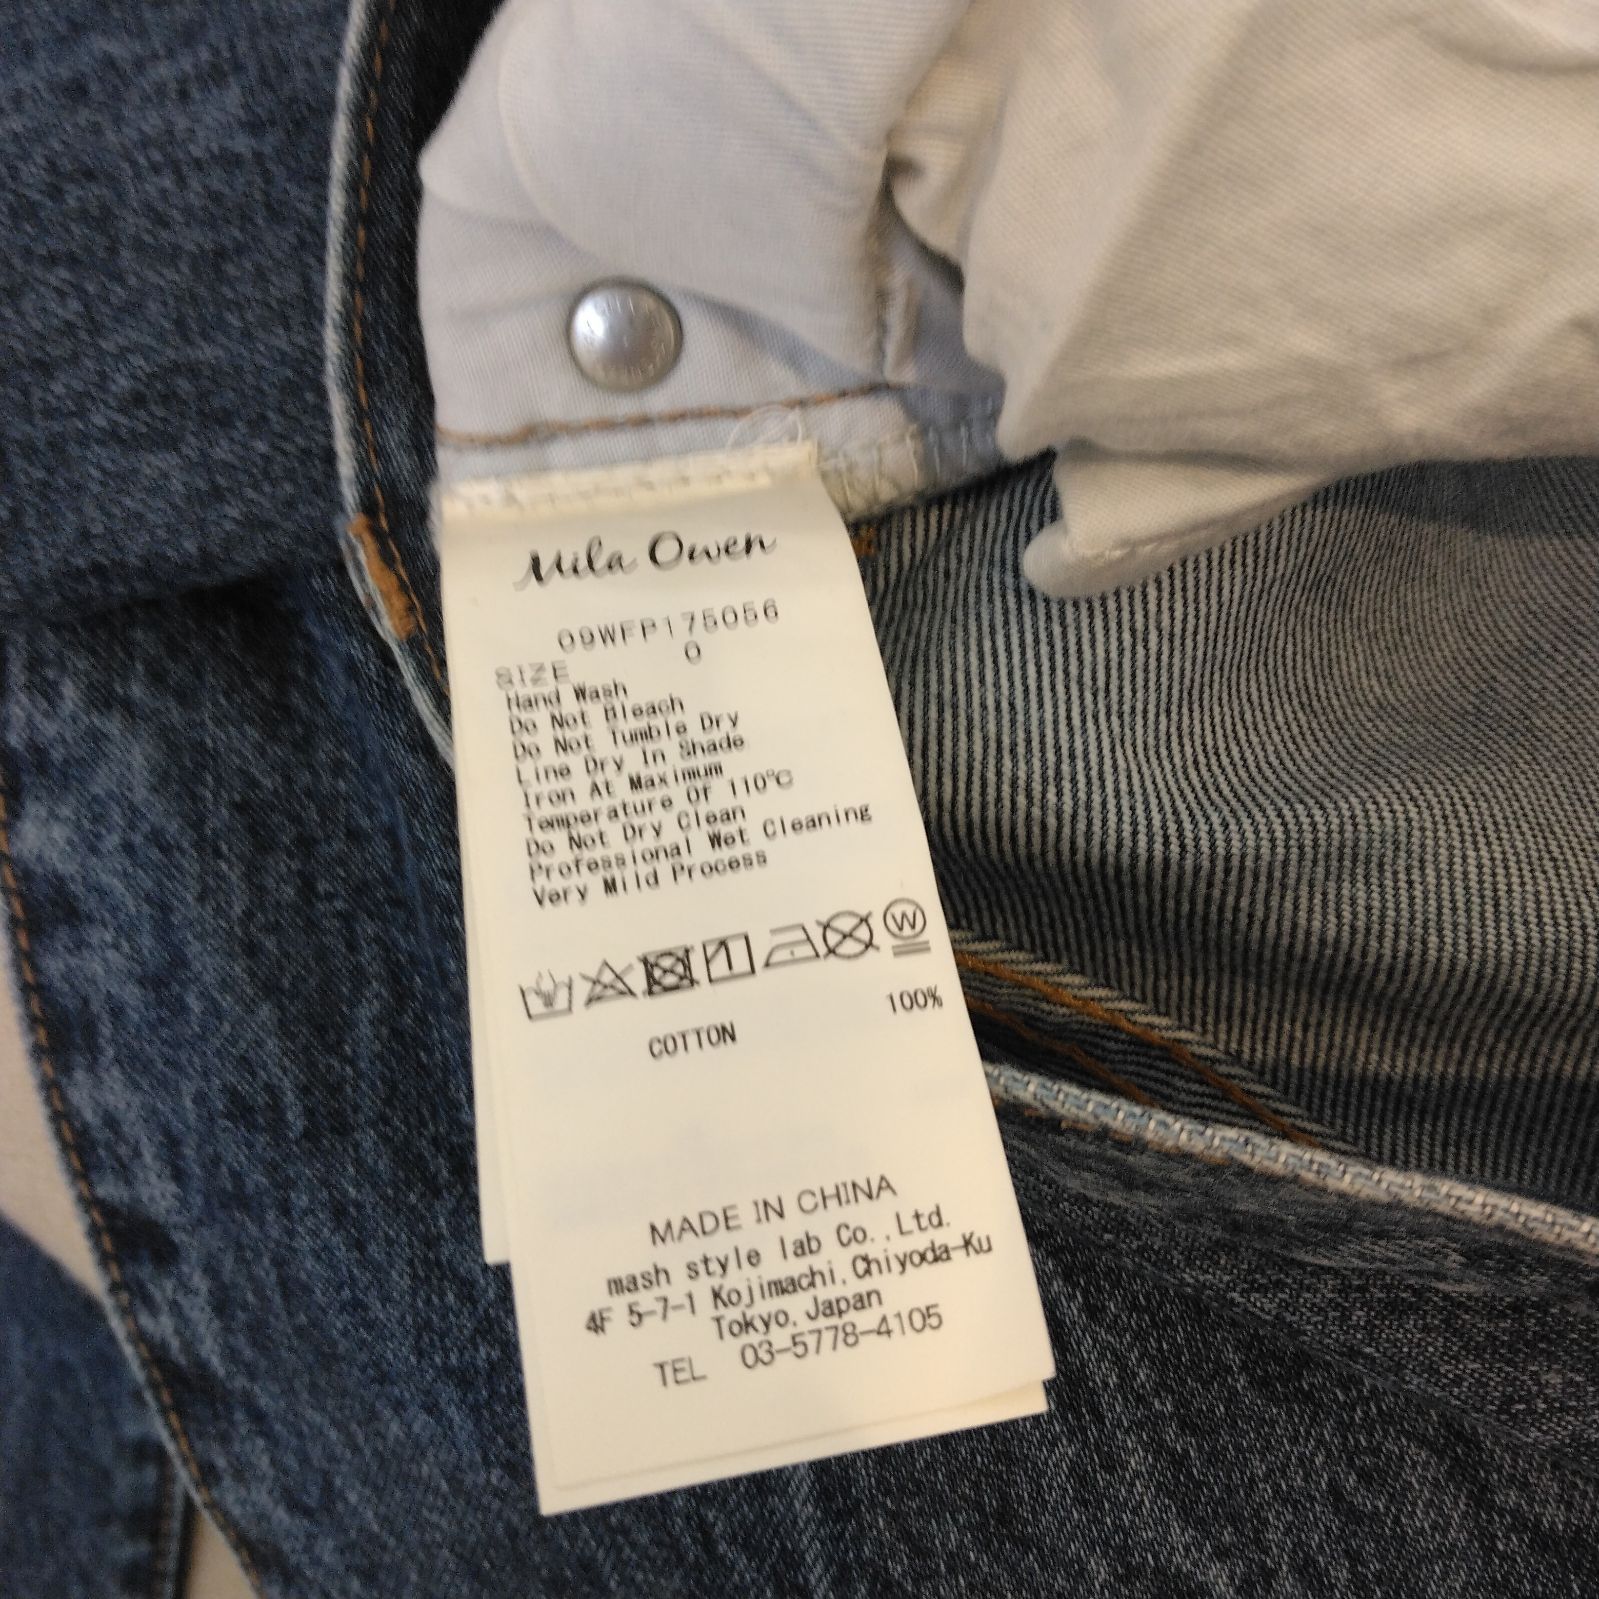 Mila Owen
09WFP175056
SIZE 0
Hand Wash
Do Not Bleach
Do Not Tumble Dry
Line Dry In Shade
Iron At Maximum
Temperature Of 110℃
Do Not Dry Clean
Professional Wet Cleaning
Very Mild Process
W
COTTON 100%
MADE IN CHINA
mash style lab Co.,Ltd.
4F 5-7-1 Kojimachi,Chiyoda-Ku
Tokyo,Japan
TEL 03-5778-4105